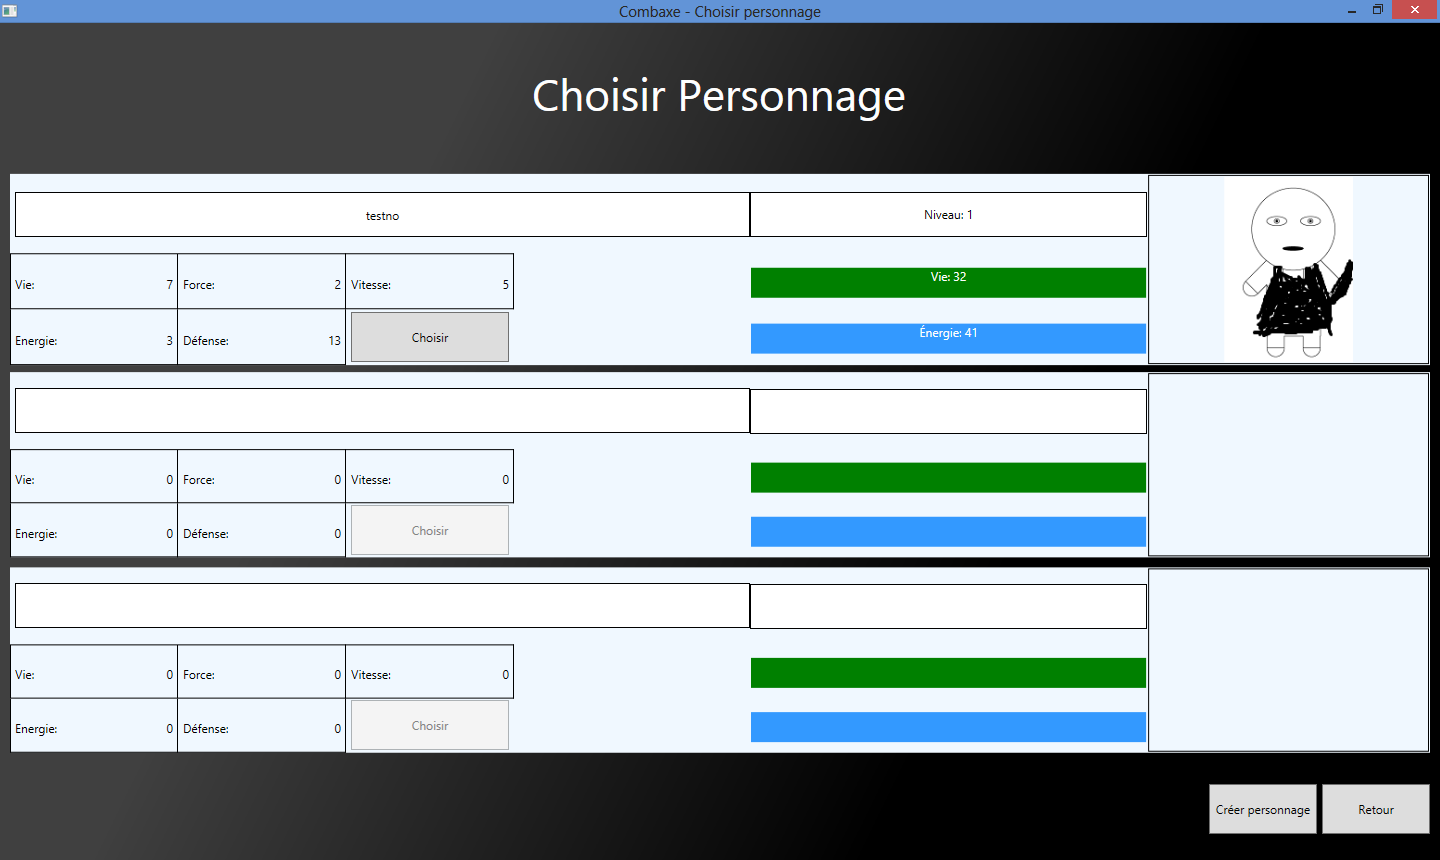 Combaxe - Choisir personnage
Choisir Personnage
testno
Niveau: 1
Vie: 7 Force: 2 Vitesse: 5
Vie: 32
Energie: 3 Défense: 13 Choisir
Énergie: 41
Vie: 0 Force: 0 Vitesse: 0
Energie: 0 Défense: 0 Choisir
Vie: 0 Force: 0 Vitesse: 0
Energie: 0 Défense: 0 Choisir
Créer personnage Retour